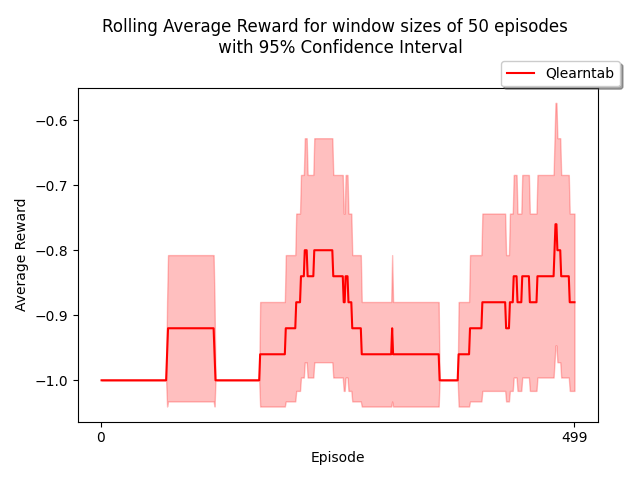 Rolling Average Reward for window sizes of 50 episodes
with 95% Confidence Interval
Qlearntab
−0.6
−0.7
−0.8
−0.9
−1.0
Average Reward
0
499
Episode